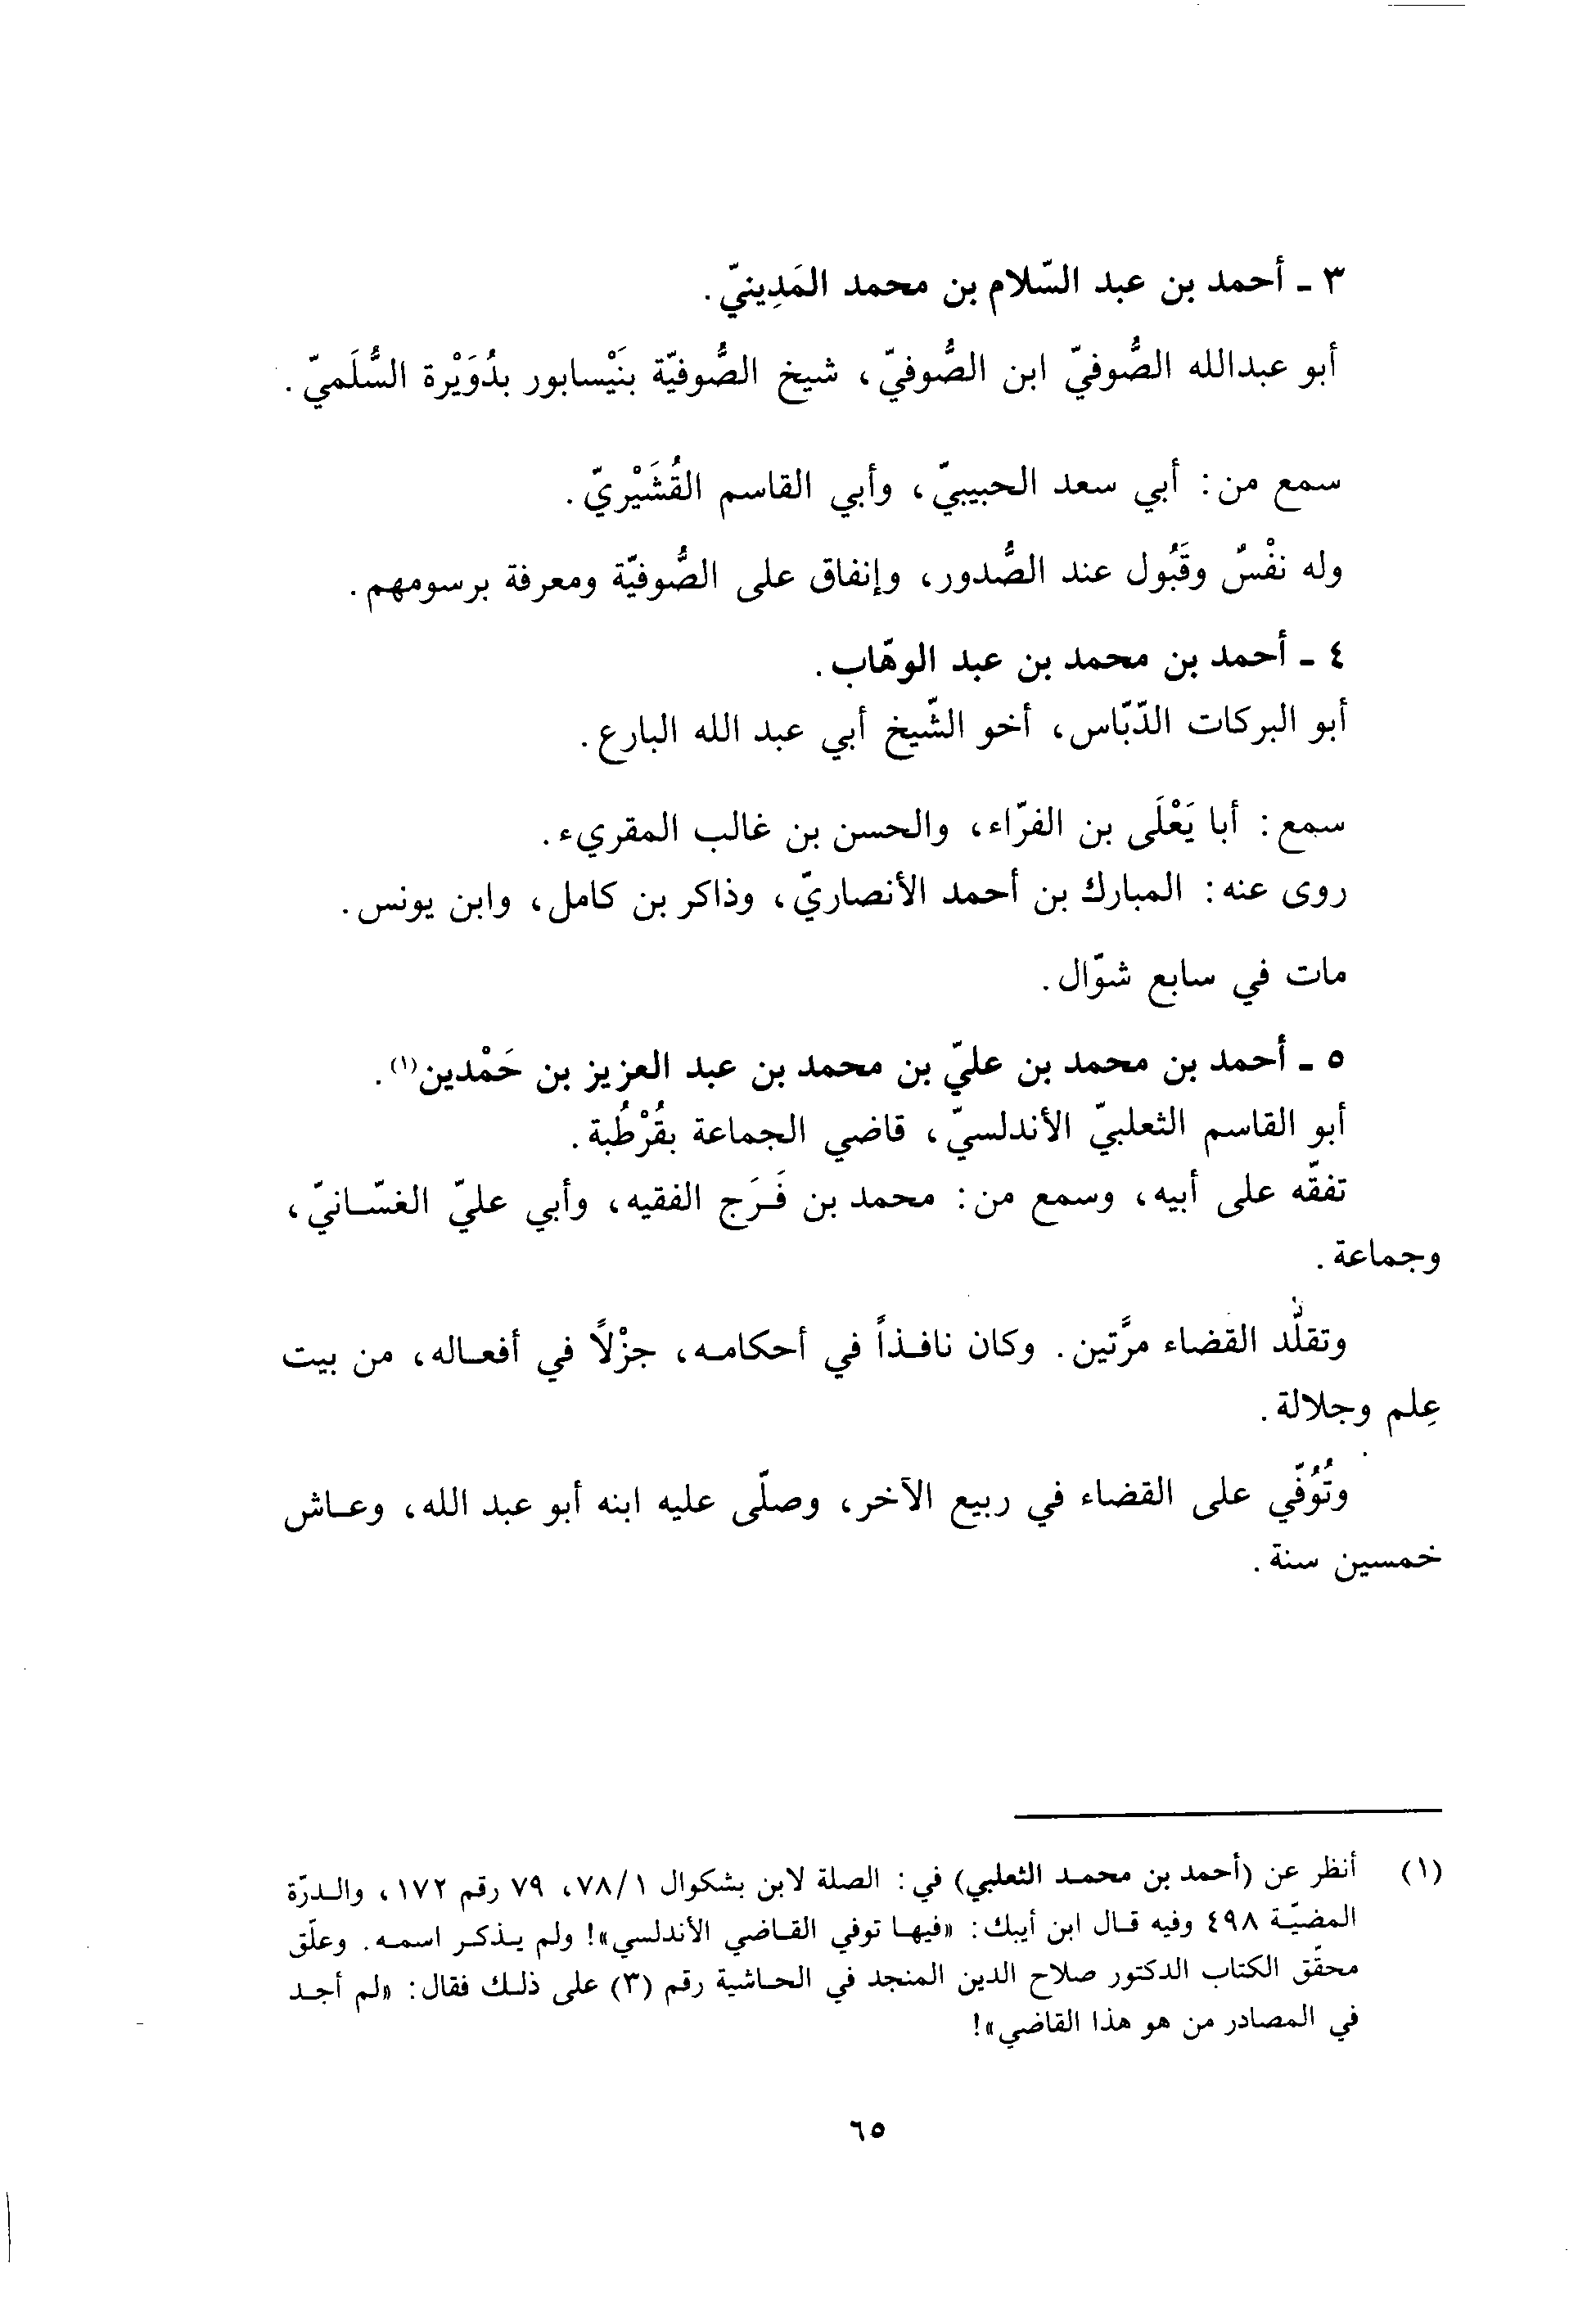 ٣ - أحمد بن عبد السّلام بن محمد المَدِينيّ.
أبو عبدالله الصُّوفيّ ابن الصُّوفيّ، شيخ الصُّوفيّة بنَيْسابور بدُوَيْرة السُّلَميّ.
سمع من: أبي سعد الحبيبيّ، وأبي القاسم القُشَيْريّ.
وله نفْسٌ وقَبُول عند الصُّدور، وإنفاق على الصُّوفيّة ومعرفة برسومهم.
٤ - أحمد بن محمد بن عبد الوهّاب.
أبو البركات الدّبّاس، أخو الشّيخ أبي عبد الله البارع.
سمع: أبا يَعْلَى بن الفرّاء، والحسن بن غالب المقريء.
روى عنه: المبارك بن أحمد الأنصاريّ، وذاكر بن كامل، وابن يونس.
مات في سابع شوّال.
٥ - أحمد بن محمد بن عليّ بن محمد بن عبد العزيز بن حَمْدين(١).
أبو القاسم الثعلبيّ الأندلسيّ، قاضي الجماعة بقُرْطُبة.
تفقّه على أبيه، وسمع من: محمد بن فَرَج الفقيه، وأبي عليّ الغسّانيّ،
وجماعة.
وتقلَّد القضاء مرَّتين. وكان نافذاً في أحكامه، جزْلاً في أفعاله، من بيت
عِلم وجلالة.
وتُوُفّي على القضاء في ربيع الآخر، وصلّى عليه ابنه أبو عبد الله، وعاش
خمسين سنة.
(١) أنظر عن (أحمد بن محمد الثعلبي) في: الصلة لابن بشكوال ١/٧٨، ٧٩ رقم ١٧٢، والدرّة
المضيّة ٤٩٨ وفيه قال ابن أيبك: «فيها توفي القاضي الأندلسي»! ولم يذكر اسمه. وعلّق
محقّق الكتاب الدكتور صلاح الدين المنجد في الحاشية رقم (٣) على ذلك فقال: «لم أجد
في المصادر من هو هذا القاضي»!
٦٥